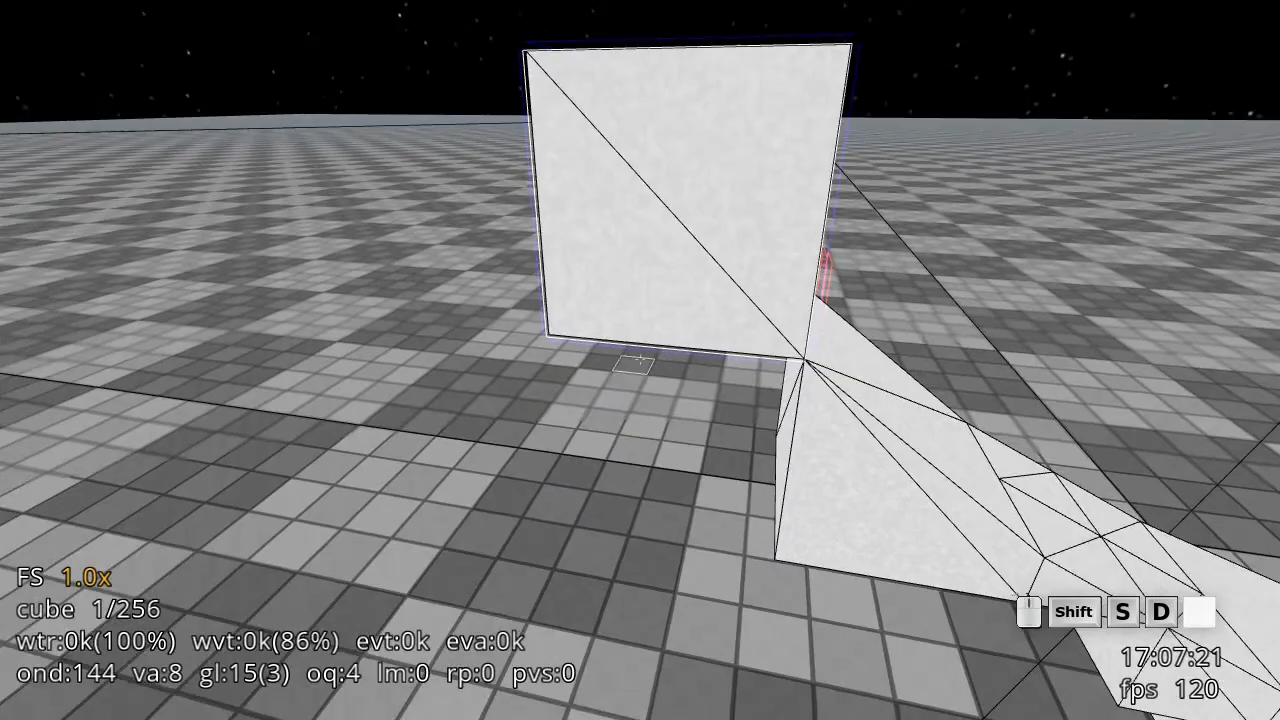 FS 1.0x
cube 1/256
wtr:0k(100%) wvt:0k(86%) evt:0k eva:0k
ond:144 va:8 gl:15(3) oq:4 lm:0 rp:0 pvs:0
Shift S D
17:07:21
fps 120